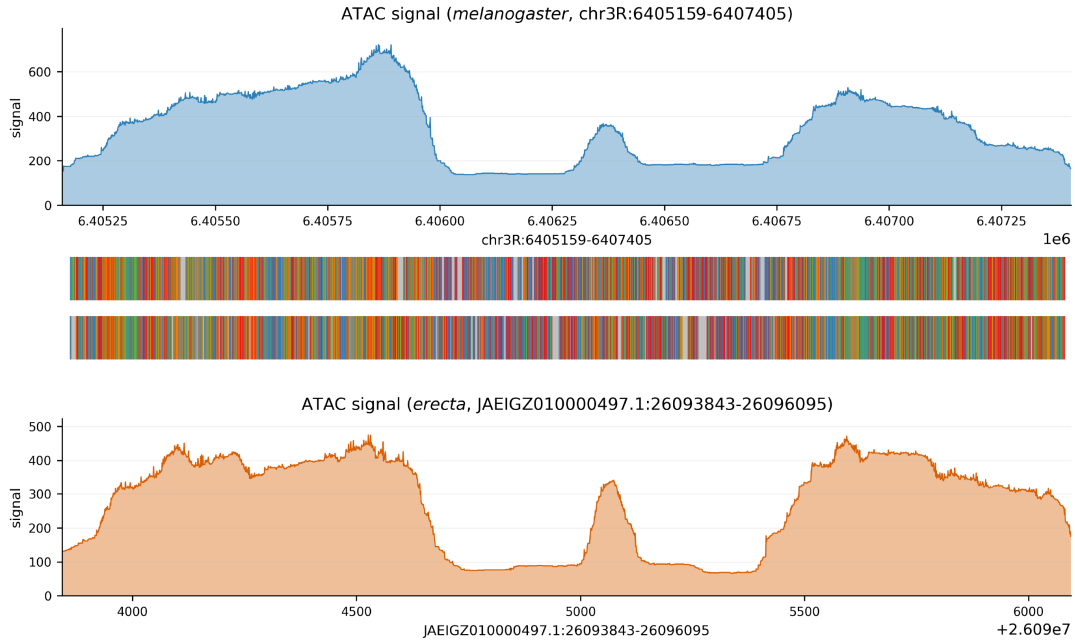 ATAC signal (melanogaster, chr3R:6405159-6407405)
signal
600
400
200
0
6.40525 6.40550 6.40575 6.40600 6.40625 6.40650 6.40675 6.40700 6.40725
1e6
chr3R:6405159-6407405
ATAC signal (erecta, JAEIGZ010000497.1:26093843-26096095)
signal
500
400
300
200
100
0
4000 4500 5000 5500 6000
+2.609e7
JAEIGZ010000497.1:26093843-26096095